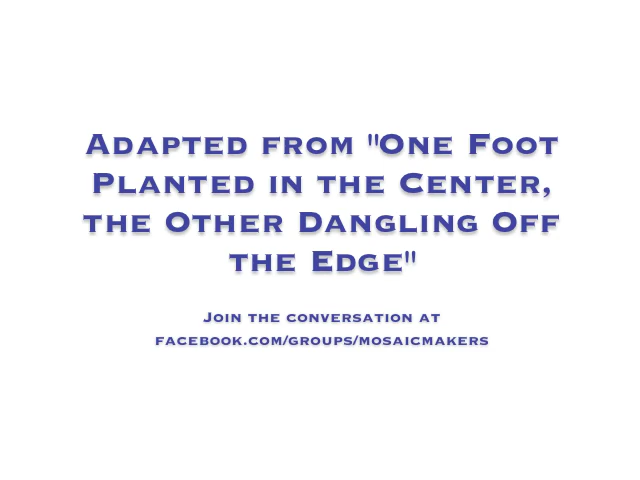 Adapted from "One Foot
Planted in the Center,
the Other Dangling Off
the Edge"
Join the conversation at
facebook.com/groups/mosaicmakers